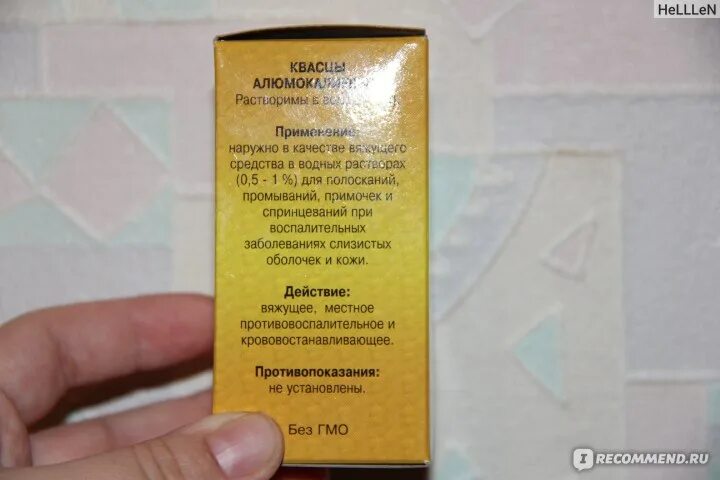 HeLLLeN
КВАСЦЫ
Растворимы в
Применение:
наружно в качестве вяжущего
средства в водных растворах
(0,5 - 1 %) для полосканий,
промываний, примочек и
спринцеваний при
воспалительных
заболеваниях слизистых
оболочек и кожи.
Действие:
вяжущее, местное
противовоспалительное и
крововостанавливающее.
Противопоказания:
не установлены.
Без ГМО
I RECOMMEND.RU